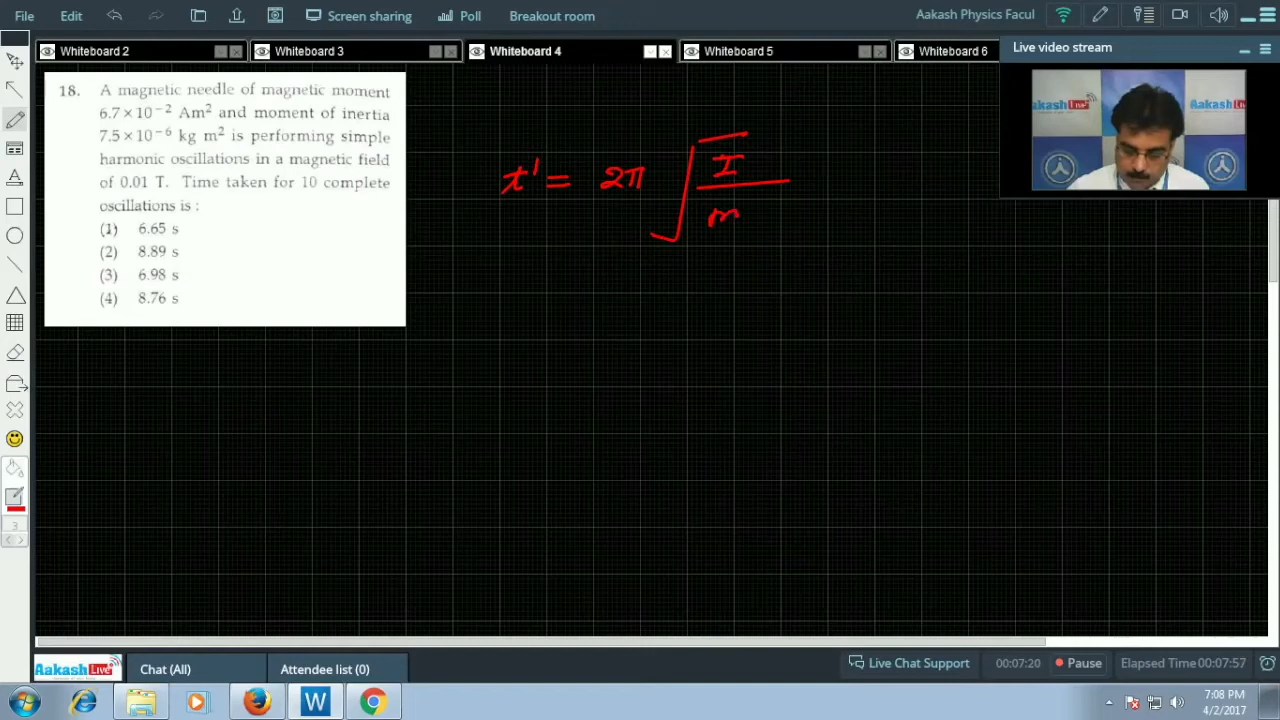 File Edit Screen sharing Poll Breakout room Aakash Physics Facul
Whiteboard 2 Whiteboard 3 Whiteboard 4 Whiteboard 5 Whiteboard 6
Live video stream
18. A magnetic needle of magnetic moment
6.7×10⁻² Am² and moment of inertia
7.5×10⁻⁶ kg m² is performing simple
harmonic oscillations in a magnetic field
of 0.01 T. Time taken for 10 complete
oscillations is :
(1) 6.65 s
(2) 8.89 s
(3) 6.98 s
(4) 8.76 s
t' = 2π √(I/m
akash Live
Aakash Live
3
Aakash Live Chat (All) Attendee list (0) Live Chat Support 00:07:20 Pause Elapsed Time 00:07:57
W
7:08 PM
4/2/2017